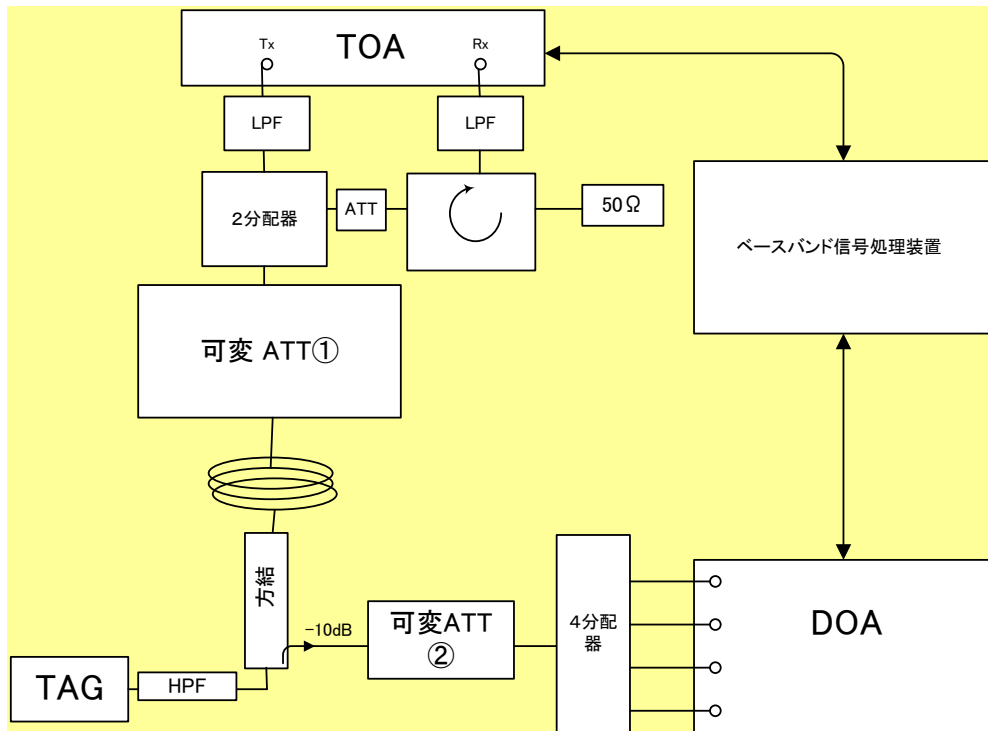 TOA
Tx
Rx
LPF
LPF
２分配器
ATT
50Ω
ベースバンド信号処理装置
可変 ATT①
方結
-10dB
可変ATT
②
４分配
器
DOA
TAG
HPF